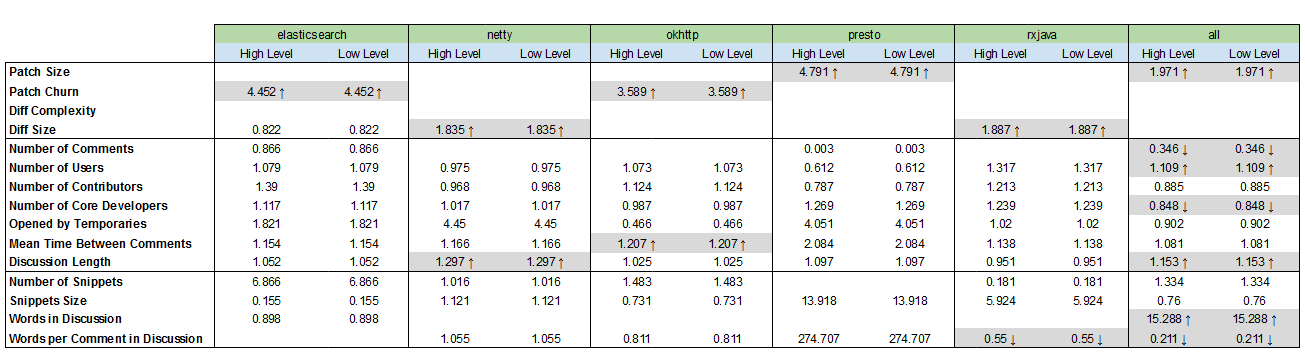 elasticsearch netty okhttp presto rxjava all
High Level Low Level High Level Low Level High Level Low Level High Level Low Level High Level Low Level High Level Low Level
Patch Size 4.791 ↑ 4.791 ↑ 1.971 ↑ 1.971 ↑
Patch Churn 4.452 ↑ 4.452 ↑ 3.589 ↑ 3.589 ↑
Diff Complexity
Diff Size 0.822 0.822 1.835 ↑ 1.835 ↑ 1.887 ↑ 1.887 ↑
Number of Comments 0.866 0.866 0.003 0.003 0.346 ↓ 0.346 ↓
Number of Users 1.079 1.079 0.975 0.975 1.073 1.073 0.612 0.612 1.317 1.317 1.109 ↑ 1.109 ↑
Number of Contributors 1.39 1.39 0.968 0.968 1.124 1.124 0.787 0.787 1.213 1.213 0.885 0.885
Number of Core Developers 1.117 1.117 1.017 1.017 0.987 0.987 1.269 1.269 1.239 1.239 0.848 ↓ 0.848 ↓
Opened by Temporaries 1.821 1.821 4.45 4.45 0.466 0.466 4.051 4.051 1.02 1.02 0.902 0.902
Mean Time Between Comments 1.154 1.154 1.166 1.166 1.207 ↑ 1.207 ↑ 2.084 2.084 1.138 1.138 1.081 1.081
Discussion Length 1.052 1.052 1.297 ↑ 1.297 ↑ 1.025 1.025 1.097 1.097 0.951 0.951 1.153 ↑ 1.153 ↑
Number of Snippets 6.866 6.866 1.016 1.016 1.483 1.483 0.181 0.181 1.334 1.334
Snippets Size 0.155 0.155 1.121 1.121 0.731 0.731 13.918 13.918 5.924 5.924 0.76 0.76
Words in Discussion 0.898 0.898 15.288 ↑ 15.288 ↑
Words per Comment in Discussion 1.055 1.055 0.811 0.811 274.707 274.707 0.55 ↓ 0.55 ↓ 0.211 ↓ 0.211 ↓